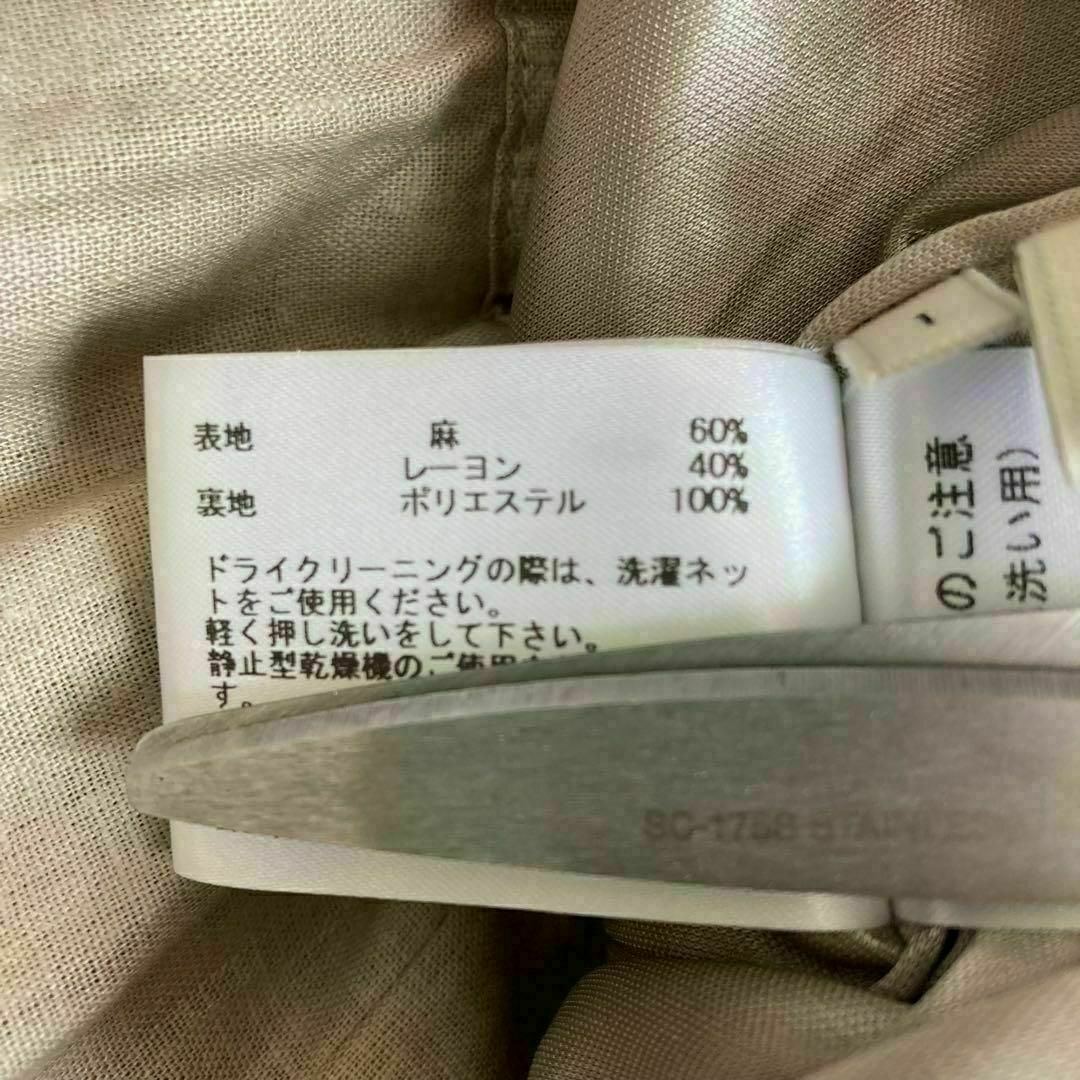 表地 麻 60%
レーヨン 40%
裏地 ポリエステル 100%
ドライクリーニングの際は、洗濯ネッ
トをご使用ください。
軽く押し洗いをして下さい。
静止型乾燥機のご使用
す。
のご注意
洗い用)